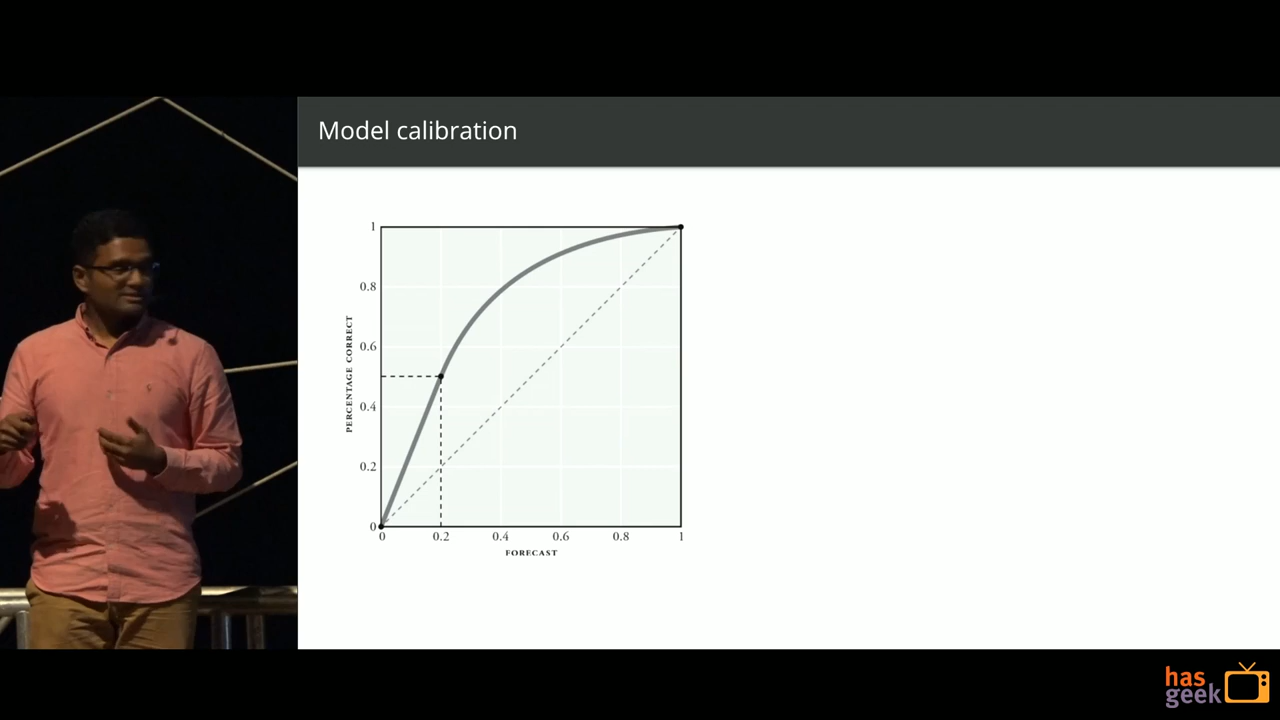 Model calibration
1
0.8
0.6
0.4
0.2
0
PERCENTAGE CORRECT
0 0.2 0.4 0.6 0.8 1
FORECAST
has
geek